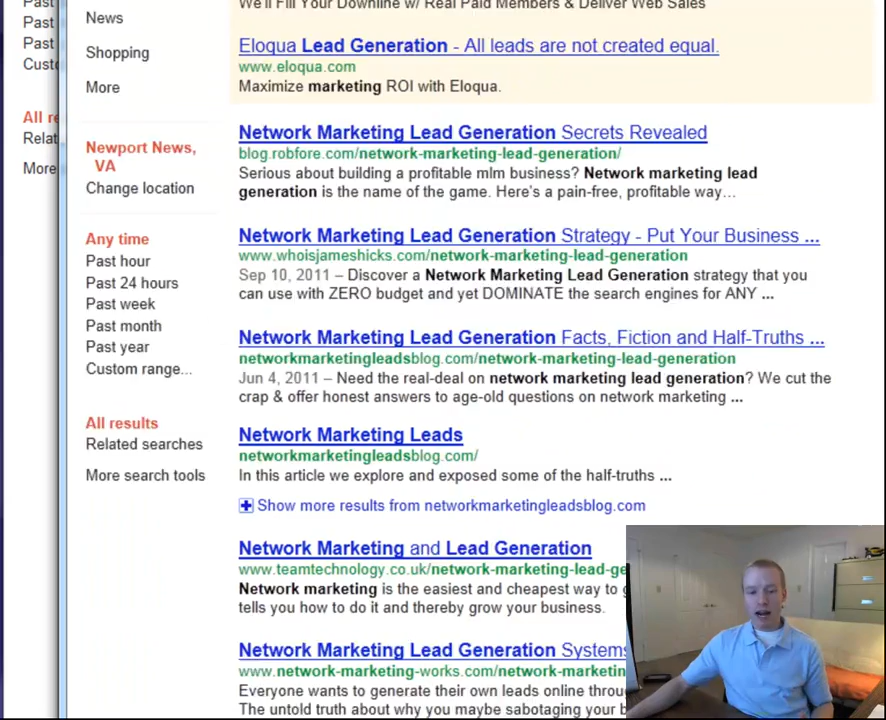 Past
Past
Past
Custo
All re
Relat
More
News
Shopping
More
Newport News,
VA
Change location
Any time
Past hour
Past 24 hours
Past week
Past month
Past year
Custom range...
All results
Related searches
More search tools
We'll Fill Your Downline w/ Real Paid Members & Deliver Web Sales
Eloqua Lead Generation - All leads are not created equal.
www.eloqua.com
Maximize marketing ROI with Eloqua.
Network Marketing Lead Generation Secrets Revealed
blog.robfore.com/network-marketing-lead-generation/
Serious about building a profitable mlm business? Network marketing lead
generation is the name of the game. Here's a pain-free, profitable way...
Network Marketing Lead Generation Strategy - Put Your Business ...
www.whoisjameshicks.com/network-marketing-lead-generation
Sep 10, 2011 – Discover a Network Marketing Lead Generation strategy that you
can use with ZERO budget and yet DOMINATE the search engines for ANY ...
Network Marketing Lead Generation Facts, Fiction and Half-Truths ...
networkmarketingleadsblog.com/network-marketing-lead-generation
Jun 4, 2011 – Need the real-deal on network marketing lead generation? We cut the
crap & offer honest answers to age-old questions on network marketing ...
Network Marketing Leads
networkmarketingleadsblog.com/
In this article we explore and exposed some of the half-truths ...
Show more results from networkmarketingleadsblog.com
Network Marketing and Lead Generation
www.teamtechnology.co.uk/network-marketing-lead-ge
Network marketing is the easiest and cheapest way to
tells you how to do it and thereby grow your business.
Network Marketing Lead Generation Systems
www.network-marketing-works.com/network-marketin
Everyone wants to generate their own leads online throu
The untold truth about why you maybe sabotaging your b